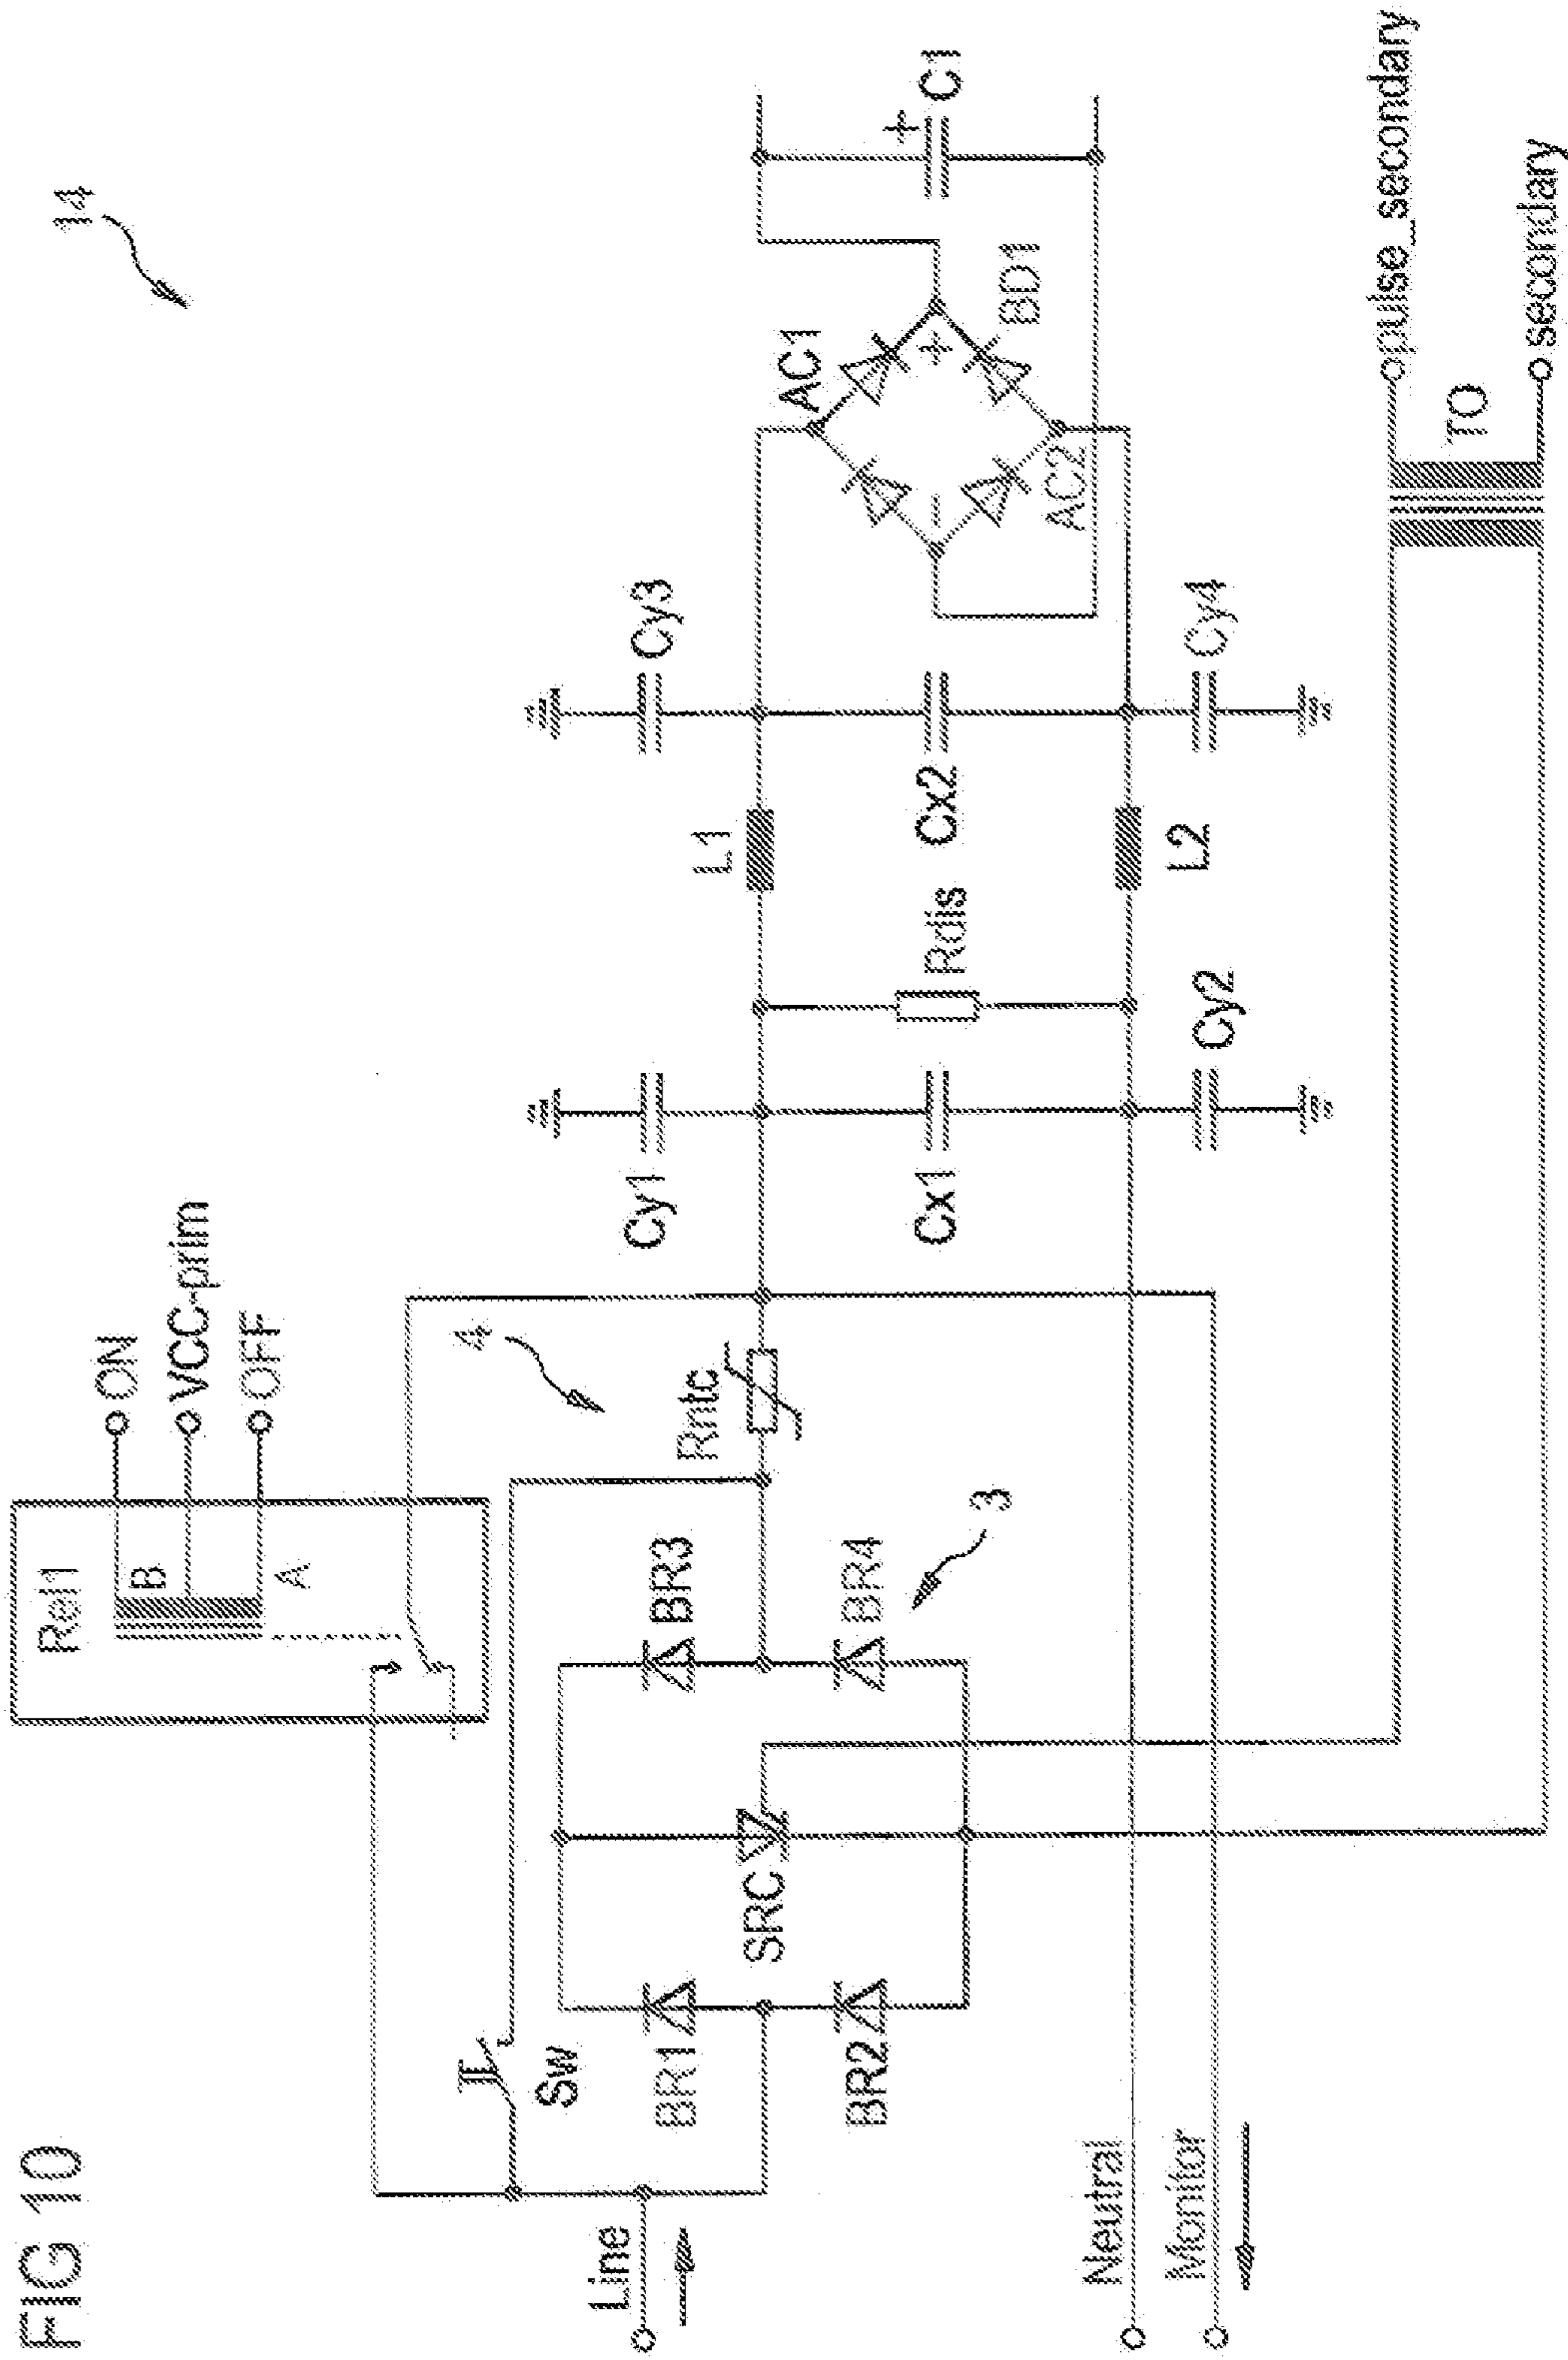 FIG 10
14
Rel1
B
A
ON
VCC-prim
OFF
4
Cy1
Cy3
AC1
+
C1
Line
Sw
BR1
BR3
Rntc
L1
SRC
Cx1
Rdis
Cx2
−
+
BD1
BR2
BR4
3
AC2
Neutral
Monitor
Cy2
L2
Cy4
TO
pulse_secondary
secondary